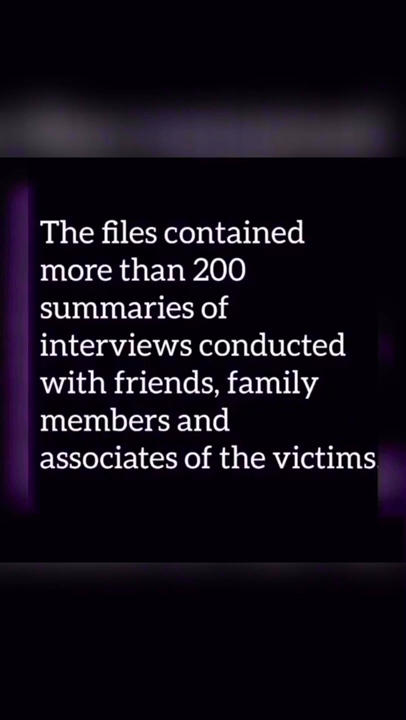 The files contained
more than 200
summaries of
interviews conducted
with friends, family
members and
associates of the victims